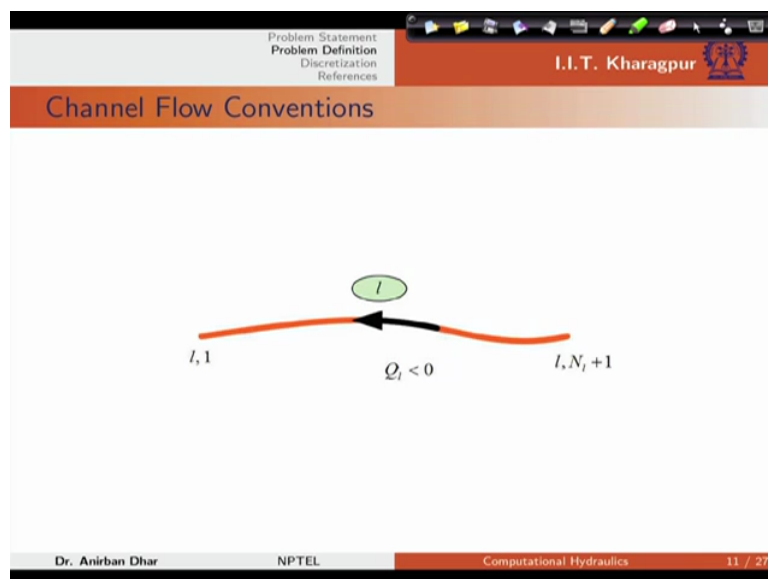 Problem Statement
Problem Definition
Discretization
References
I.I.T. Kharagpur
Channel Flow Conventions
l
l, 1
Q_l < 0
l, N_l +1
Dr. Anirban Dhar
NPTEL
Computational Hydraulics
11 / 27